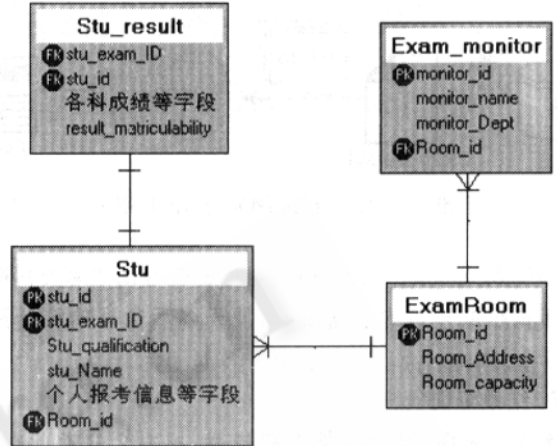 Stu_result
FK stu_exam_ID
FK stu_id
各科成绩等字段
result_matriculability
Exam_monitor
PK monitor_id
monitor_name
monitor_Dept
FK Room_id
Stu
PK stu_id
PK stu_exam_ID
Stu_qualification
stu_Name
个人报考信息等字段
FK Room_id
ExamRoom
PK Room_id
Room_Address
Room_capacity